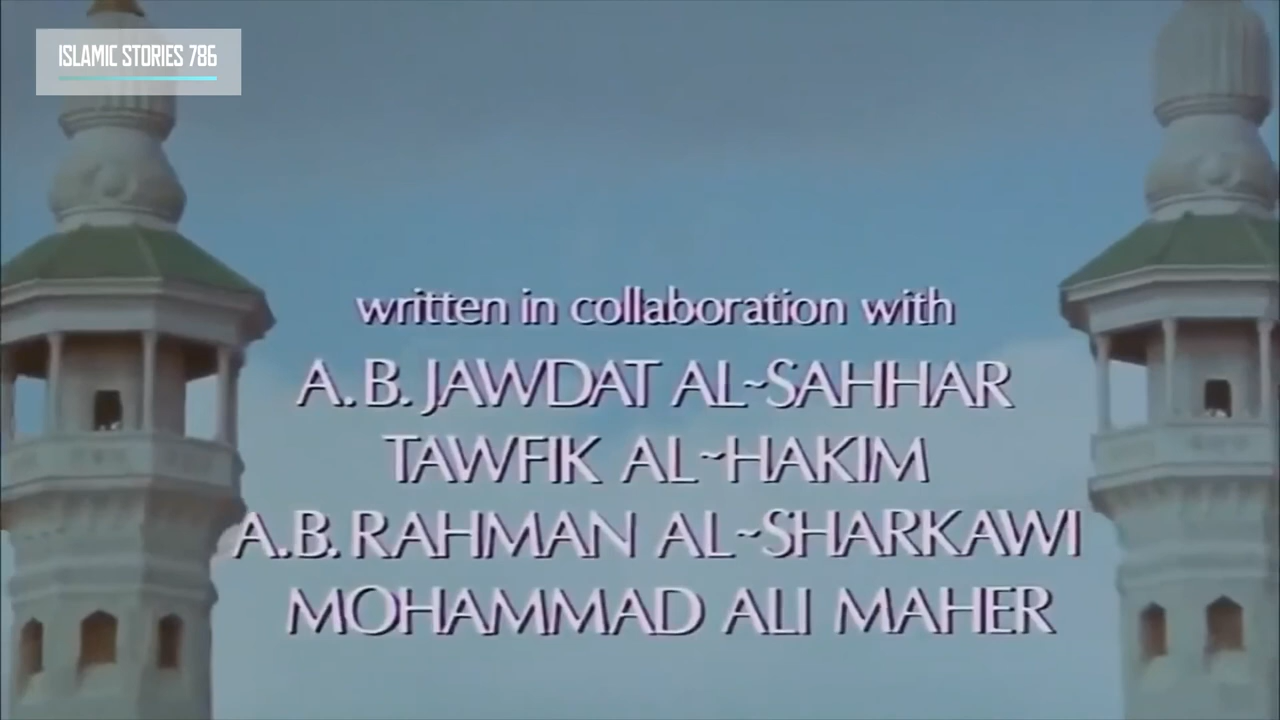 ISLAMIC STORIES 786
written in collaboration with
A.B. JAWDAT AL~SAHHAR
TAWFIK AL~HAKIM
A.B. RAHMAN AL~SHARKAWI
MOHAMMAD ALI MAHER